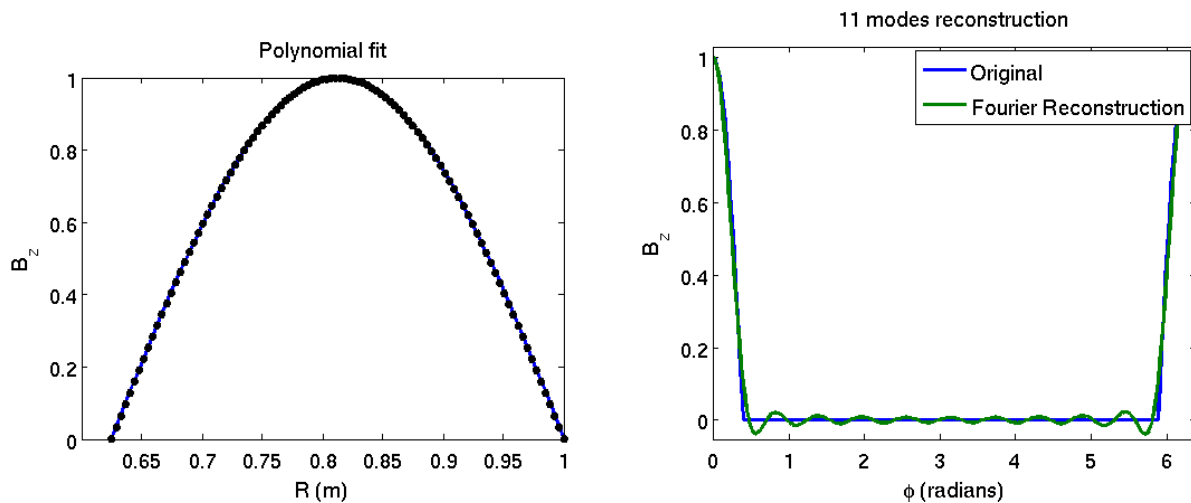 Polynomial fit
1
0.8
0.6
0.4
0.2
0
B_z
0.65 0.7 0.75 0.8 0.85 0.9 0.95 1
R (m)
11 modes reconstruction
Original
Fourier Reconstruction
1
0.8
0.6
0.4
0.2
0
B_z
0 1 2 3 4 5 6
ϕ (radians)